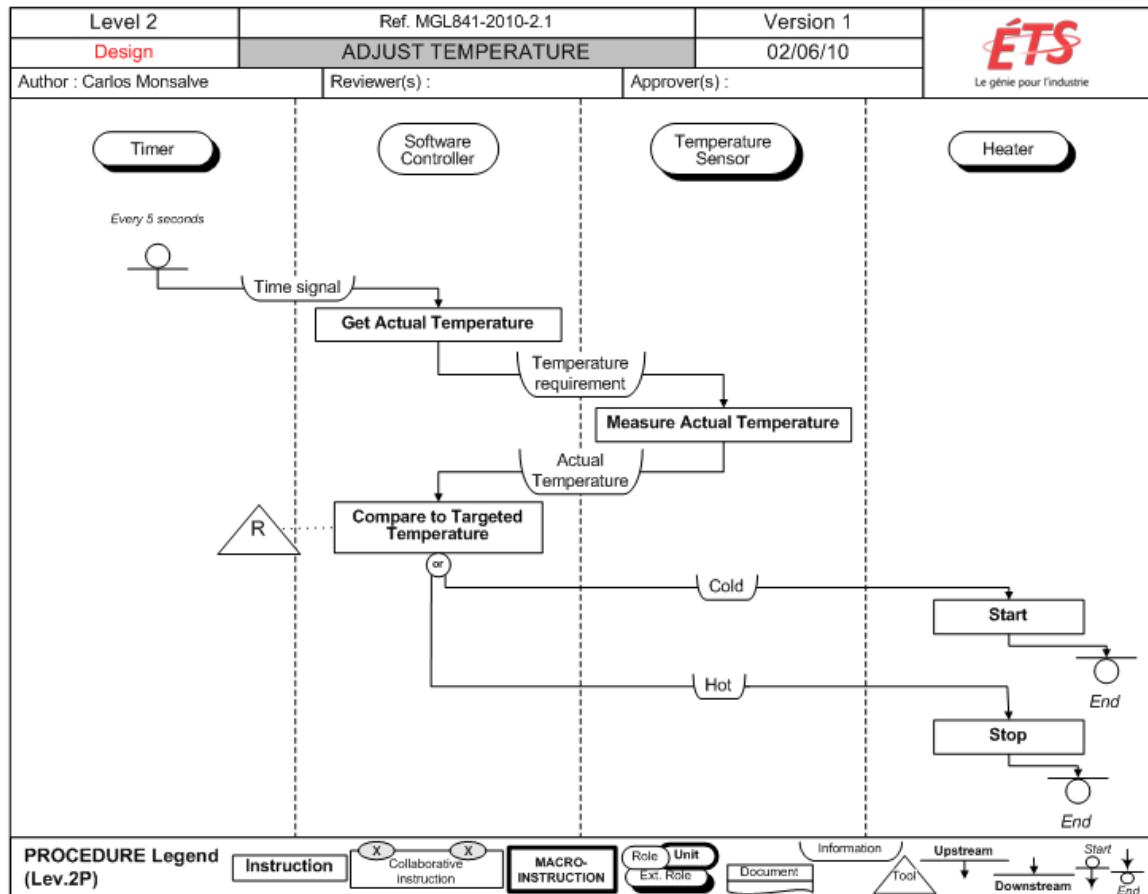 Level 2
Ref. MGL841-2010-2.1
Version 1
ÉTS
Le génie pour l'industrie
Design
ADJUST TEMPERATURE
02/06/10
Author : Carlos Monsalve
Reviewer(s) :
Approver(s) :
Timer
Software
Controller
Temperature
Sensor
Heater
Every 5 seconds
Time signal
Get Actual Temperature
Temperature
requirement
Measure Actual Temperature
Actual
Temperature
R
Compare to Targeted
Temperature
or
Cold
Start
End
Hot
Stop
End
PROCEDURE Legend
(Lev.2P)
Instruction
X
X
Collaborative
instruction
MACRO-
INSTRUCTION
Role
Unit
Ext. Role
Document
Information
Tool
Upstream
Downstream
Start
End